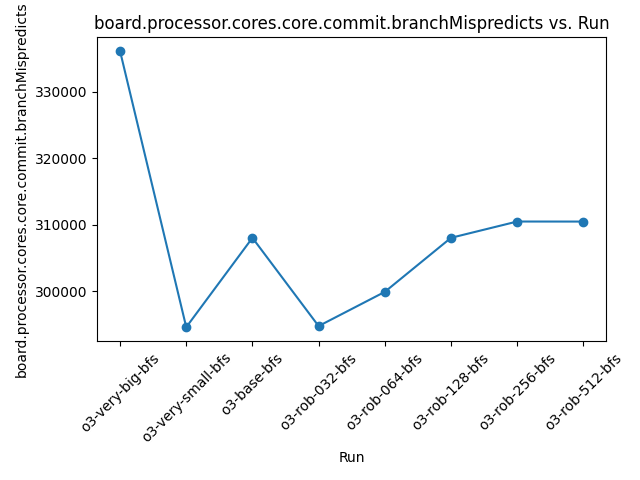 board.processor.cores.core.commit.branchMispredicts vs. Run
board.processor.cores.core.commit.branchMispredicts
330000
320000
310000
300000
o3-very-big-bfs
o3-very-small-bfs
o3-base-bfs
o3-rob-032-bfs
o3-rob-064-bfs
o3-rob-128-bfs
o3-rob-256-bfs
o3-rob-512-bfs
Run